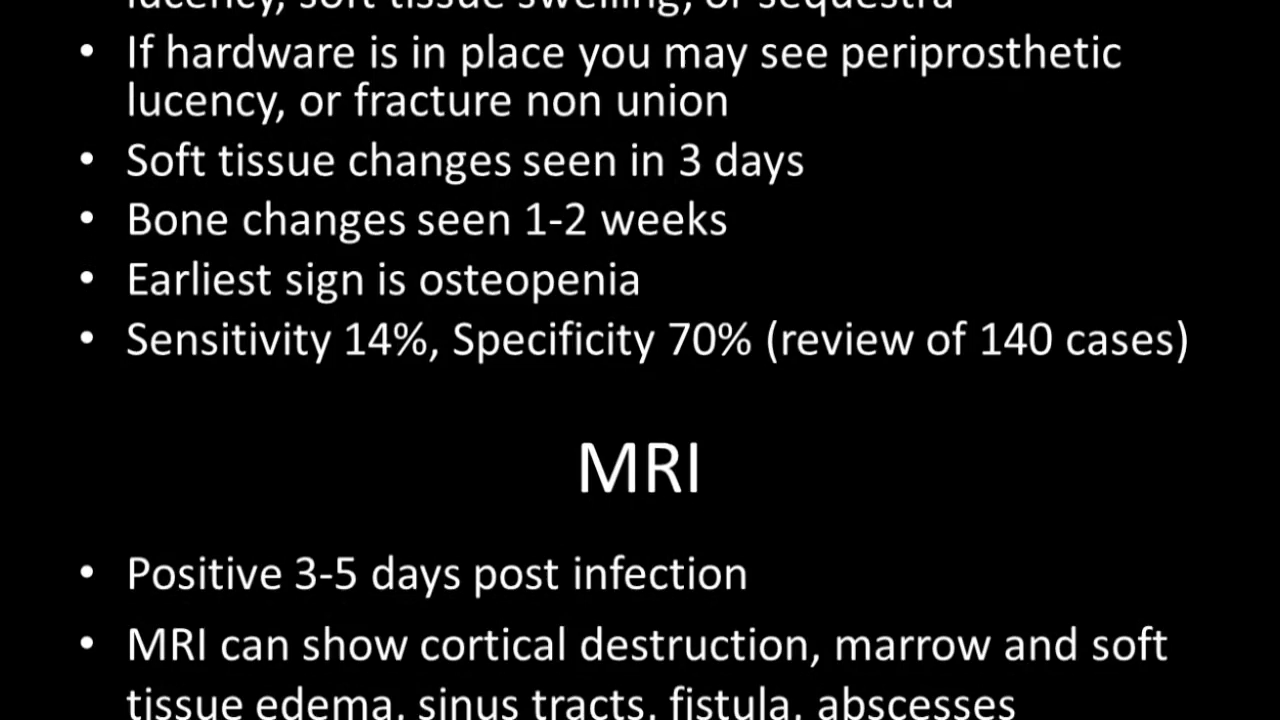 lucency, soft tissue swelling, or sequestra
• If hardware is in place you may see periprosthetic
lucency, or fracture non union
• Soft tissue changes seen in 3 days
• Bone changes seen 1-2 weeks
• Earliest sign is osteopenia
• Sensitivity 14%, Specificity 70% (review of 140 cases)
MRI
• Positive 3-5 days post infection
• MRI can show cortical destruction, marrow and soft
tissue edema, sinus tracts, fistula, abscesses